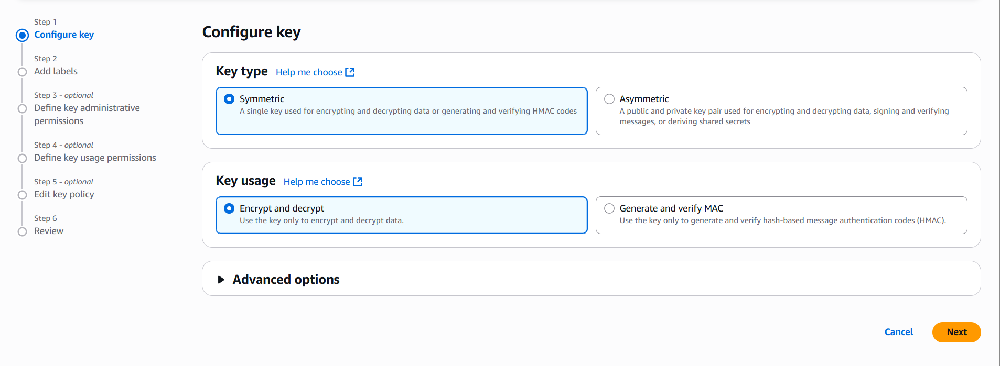 Step 1
Configure key
Step 2
Add labels
Step 3 - optional
Define key administrative
permissions
Step 4 - optional
Define key usage permissions
Step 5 - optional
Edit key policy
Step 6
Review
Configure key
Key type Help me choose
Symmetric
A single key used for encrypting and decrypting data or generating and verifying HMAC codes
Asymmetric
A public and private key pair used for encrypting and decrypting data, signing and verifying
messages, or deriving shared secrets
Key usage Help me choose
Encrypt and decrypt
Use the key only to encrypt and decrypt data.
Generate and verify MAC
Use the key only to generate and verify hash-based message authentication codes (HMAC).
Advanced options
Cancel Next